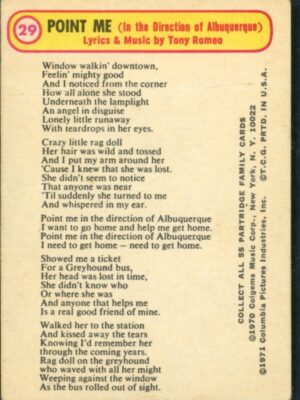 29
POINT ME (In the Direction of Albuquerque)
Lyrics & Music by Tony Romeo
Window walkin' downtown,
Feelin' mighty good
And I noticed from the corner
How all alone she stood
Underneath the lamplight
An angel in disguise
Lonely little runaway
With teardrops in her eyes.
Crazy little rag doll
Her hair was wild and tossed
And I put my arm around her
'Cause I knew that she was lost.
She didn't seem to notice
That anyone was near
'Til suddenly she turned to me
And whispered in my ear.
Point me in the direction of Albuquerque
I want to go home and help me get home.
Point me in the direction of Albuquerque
I need to get home — need to get home.
Showed me a ticket
For a Greyhound bus,
Her head was lost in time,
She didn't know who
Or where she was
And anyone that helps me
Is a real good friend of mine.
Walked her to the station
And kissed away the tears
Knowing I'd remember her
through the coming years.
Rag doll on the greyhound
who waved with all her might
Weeping against the window
As the bus rolled out of sight.
COLLECT ALL 55 PARTRIDGE FAMILY CARDS
©1970 Colgems Music Corp., New York, N. Y. 10022
©1971 Columbia Pictures Industries, Inc. ©T.C.G. PRTD. IN U.S.A.